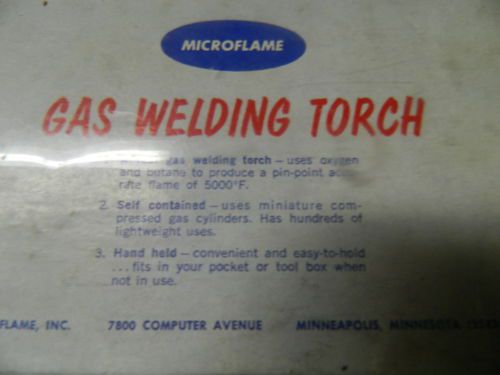 MICROFLAME
GAS WELDING TORCH
gas welding torch — uses oxygen
and butane to produce a pin-point accu-
rate flame of 5000°F.
2. Self contained — uses miniature com-
pressed gas cylinders. Has hundreds of
lightweight uses.
3. Hand held — convenient and easy-to-hold
...fits in your pocket or tool box when
not in use.
FLAME, INC. 7800 COMPUTER AVENUE MINNEAPOLIS, MINNESOTA